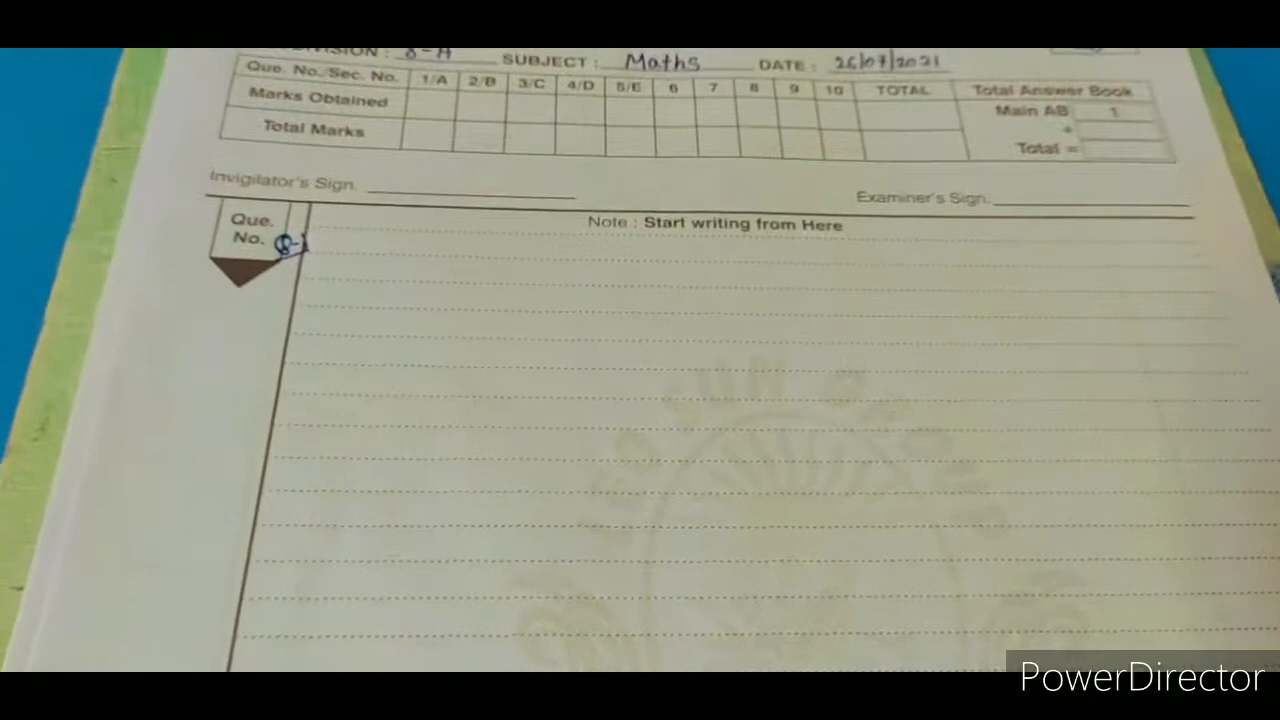 DIVISION : 8-A SUBJECT : Maths DATE : 26/07/2021
Que. No./Sec. No. 1/A 2/B 3/C 4/D 5/E 6 7 8 9 10 TOTAL Total Answer Book
Marks Obtained Main AB 1
+
Total Marks Total =
Invigilator's Sign. Examiner's Sign.
Que. No. Note : Start writing from Here
PowerDirector